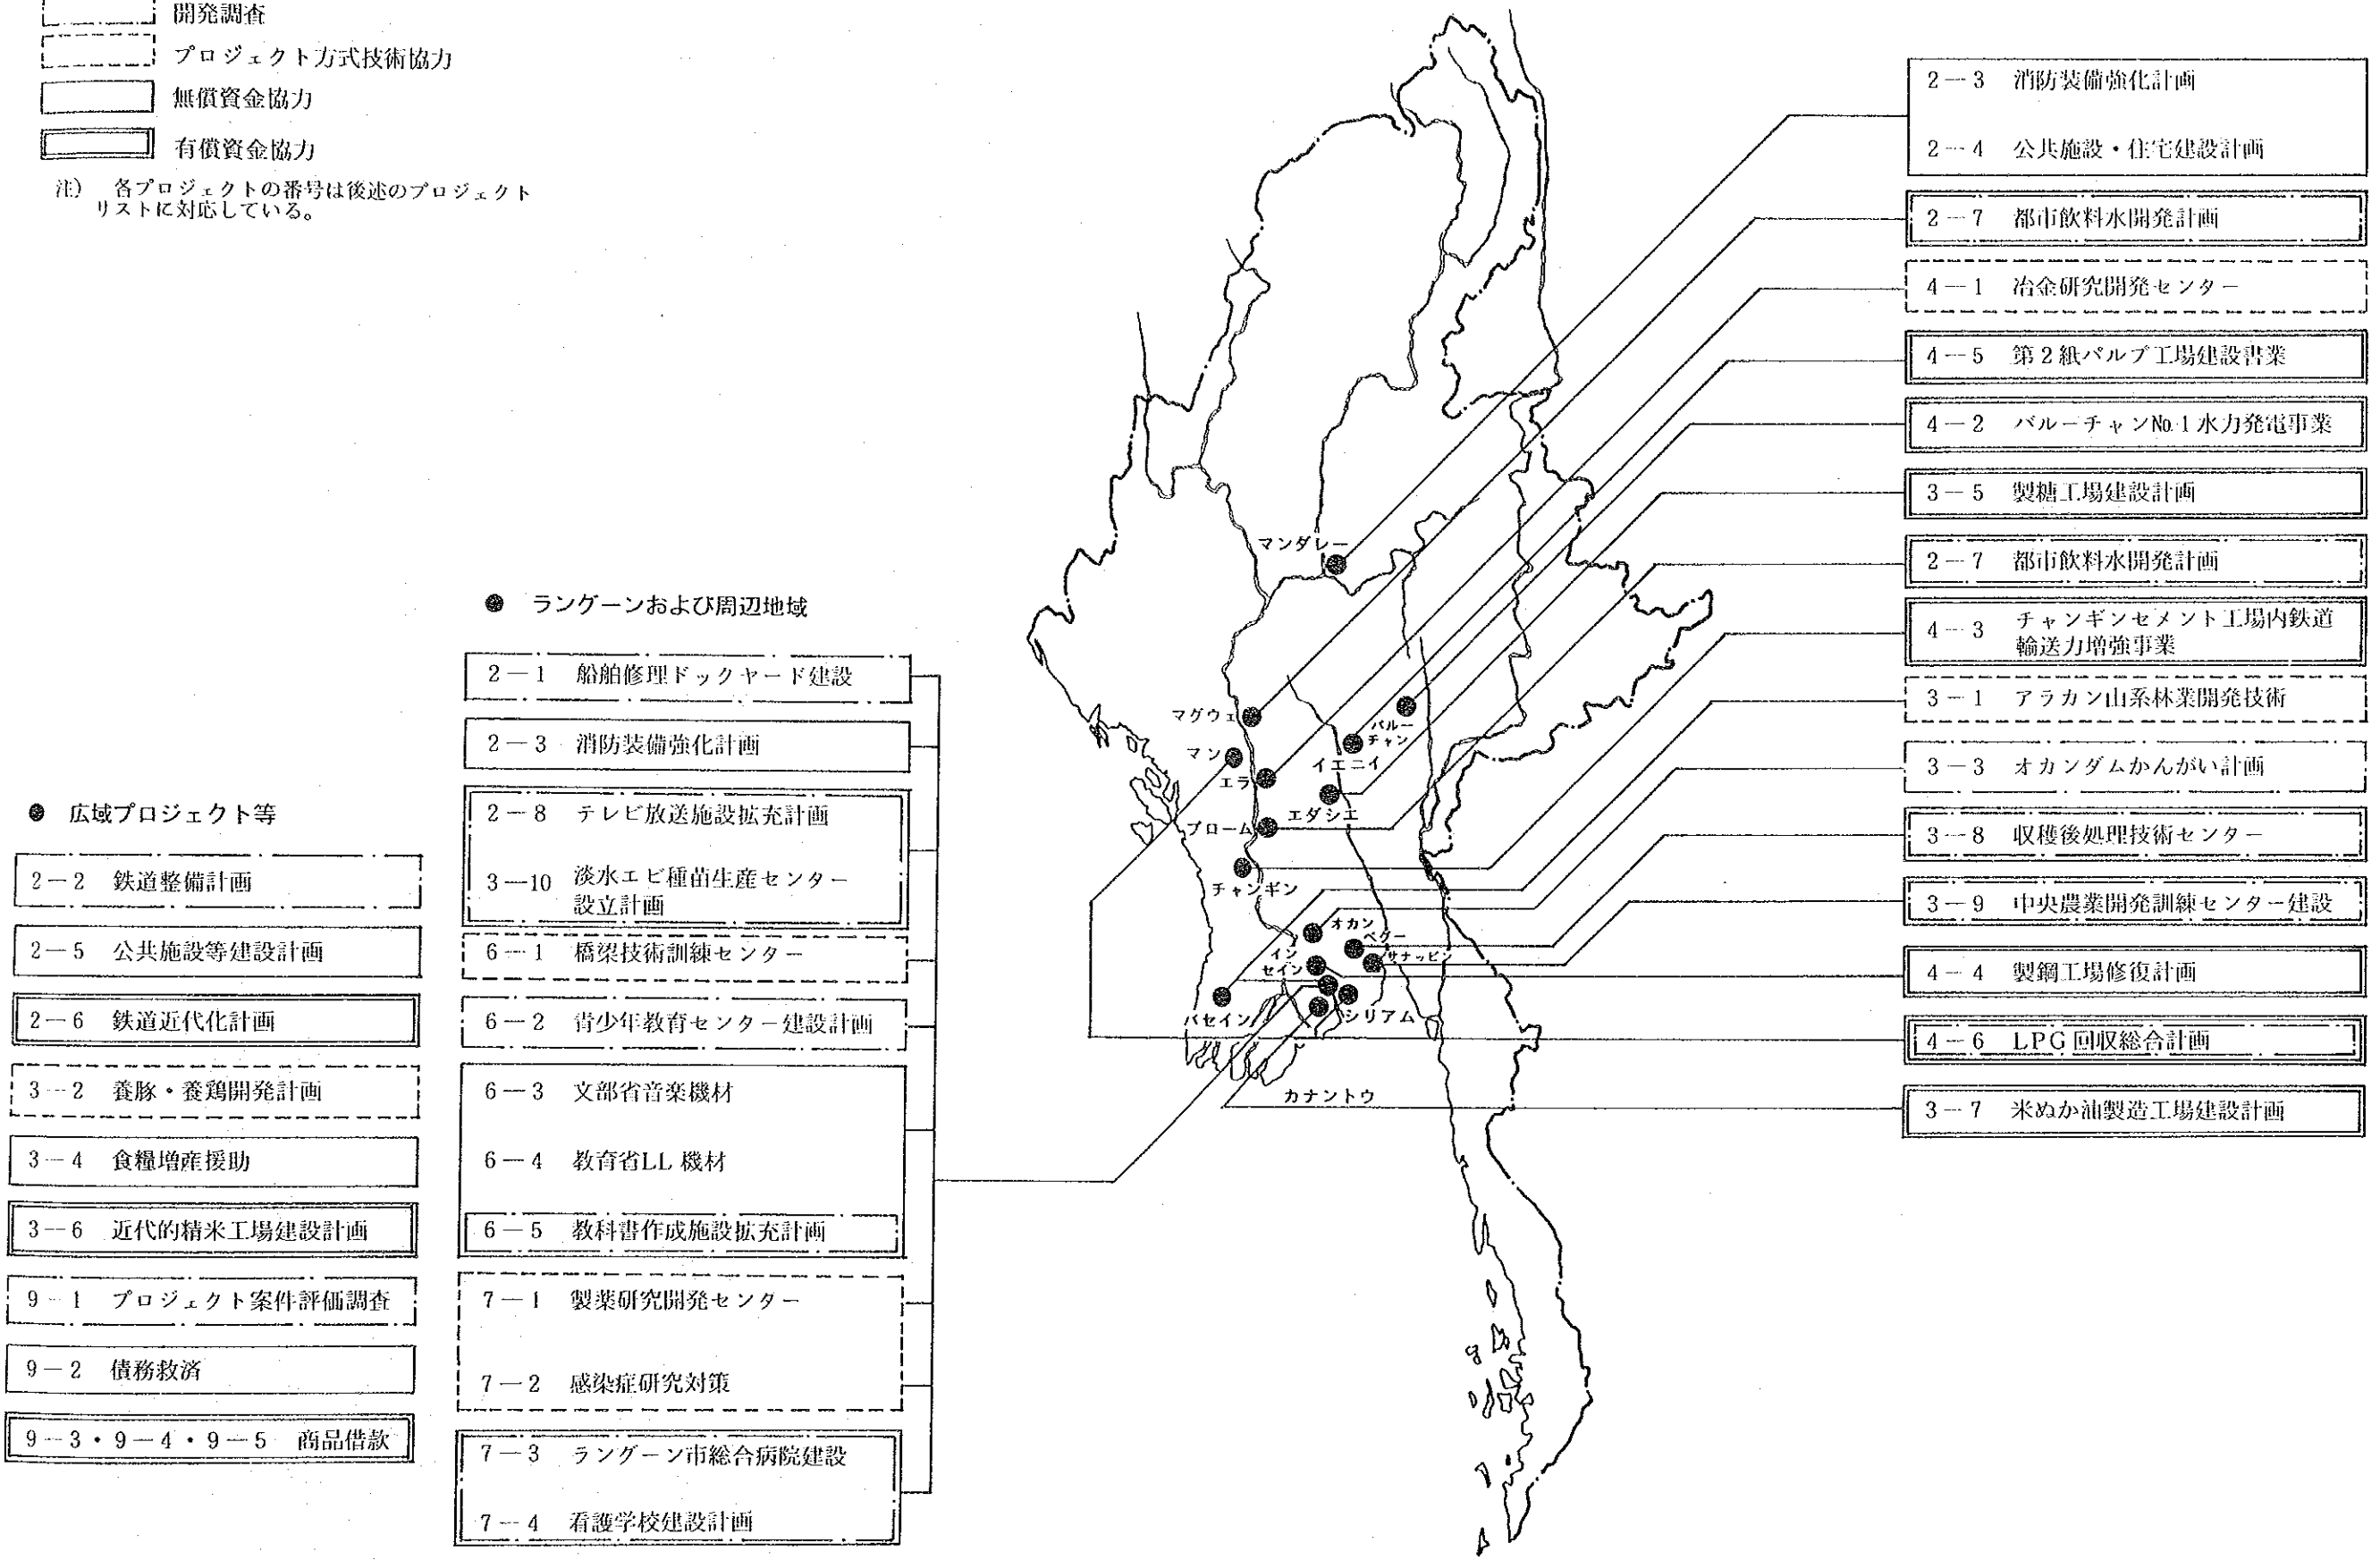 開発調査
プロジェクト方式技術協力
無償資金協力
有償資金協力
注) 各プロジェクトの番号は後述のプロジェクト
リストに対応している。
● 広域プロジェクト等
2-2 鉄道整備計画
2-5 公共施設等建設計画
2-6 鉄道近代化計画
3-2 養豚・養鶏開発計画
3-4 食糧増産援助
3-6 近代的精米工場建設計画
9-1 プロジェクト案件評価調査
9-2 債務救済
9-3・9-4・9-5 商品借款
● ラングーンおよび周辺地域
2-1 船舶修理ドックヤード建設
2-3 消防装備強化計画
2-8 テレビ放送施設拡充計画
3-10 淡水エビ種苗生産センター
設立計画
6-1 橋梁技術訓練センター
6-2 青少年教育センター建設計画
6-3 文部省音楽機材
6-4 教育省LL機材
6-5 教科書作成施設拡充計画
7-1 製薬研究開発センター
7-2 感染症研究対策
7-3 ラングーン市総合病院建設
7-4 看護学校建設計画
マンダレー
マグウェ
バルー
チャン
マン
イエニイ
エラ
エダシエ
プローム
チャンギン
オカン
ペグー
イン
セイン
サナッピン
バセイン
シリアム
カナントウ
2-3 消防装備強化計画
2-4 公共施設・住宅建設計画
2-7 都市飲料水開発計画
4-1 冶金研究開発センター
4-5 第2紙パルプ工場建設書業
4-2 バルーチャンNo.1水力発電事業
3-5 製糖工場建設計画
2-7 都市飲料水開発計画
4-3 チャンギンセメント工場内鉄道
輸送力増強事業
3-1 アラカン山系林業開発技術
3-3 オカンダムかんがい計画
3-8 収穫後処理技術センター
3-9 中央農業開発訓練センター建設
4-4 製鋼工場修復計画
4-6 LPG回収総合計画
3-7 米ぬか油製造工場建設計画